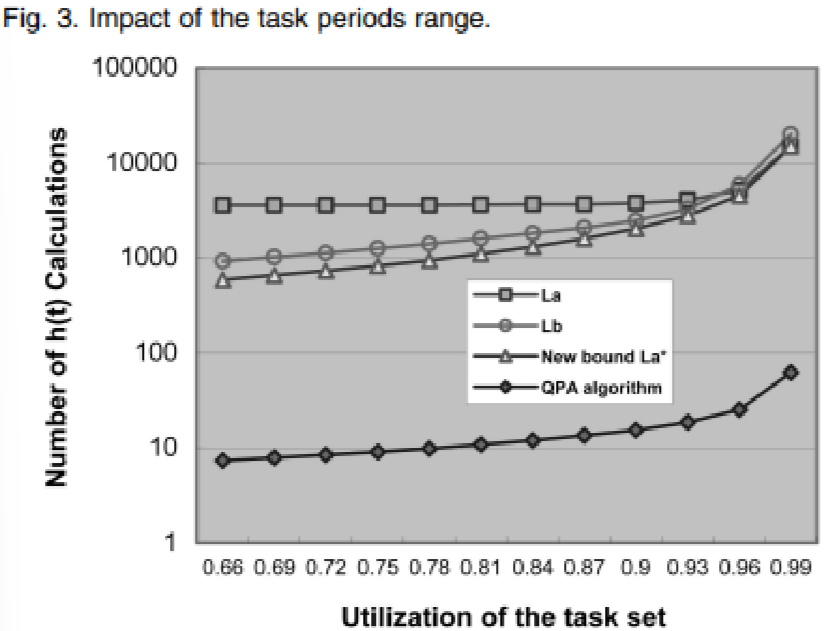 Fig. 3. Impact of the task periods range.
100000
10000
1000
100
10
1
Number of h(t) Calculations
La
Lb
New bound La*
QPA algorithm
0.66 0.69 0.72 0.75 0.78 0.81 0.84 0.87 0.9 0.93 0.96 0.99
Utilization of the task set